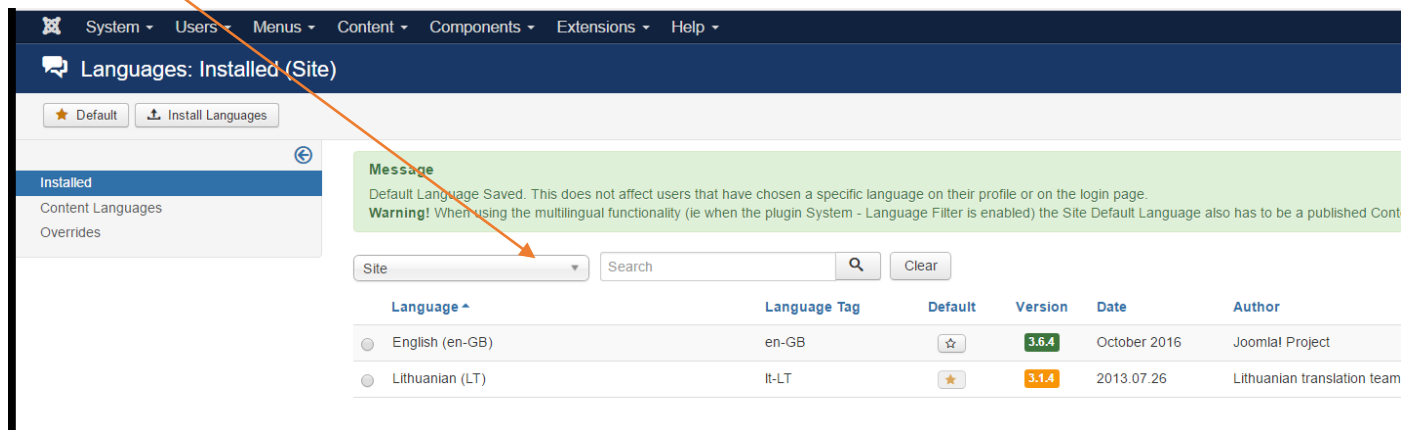 System Users Menus Content Components Extensions Help
Languages: Installed (Site)
Default Install Languages
Installed
Content Languages
Overrides
Message
Default Language Saved. This does not affect users that have chosen a specific language on their profile or on the login page.
Warning! When using the multilingual functionality (ie when the plugin System - Language Filter is enabled) the Site Default Language also has to be a published Cont
Site Search Clear
Language Language Tag Default Version Date Author
English (en-GB) en-GB 3.6.4 October 2016 Joomla! Project
Lithuanian (LT) lt-LT 3.1.4 2013.07.26 Lithuanian translation team